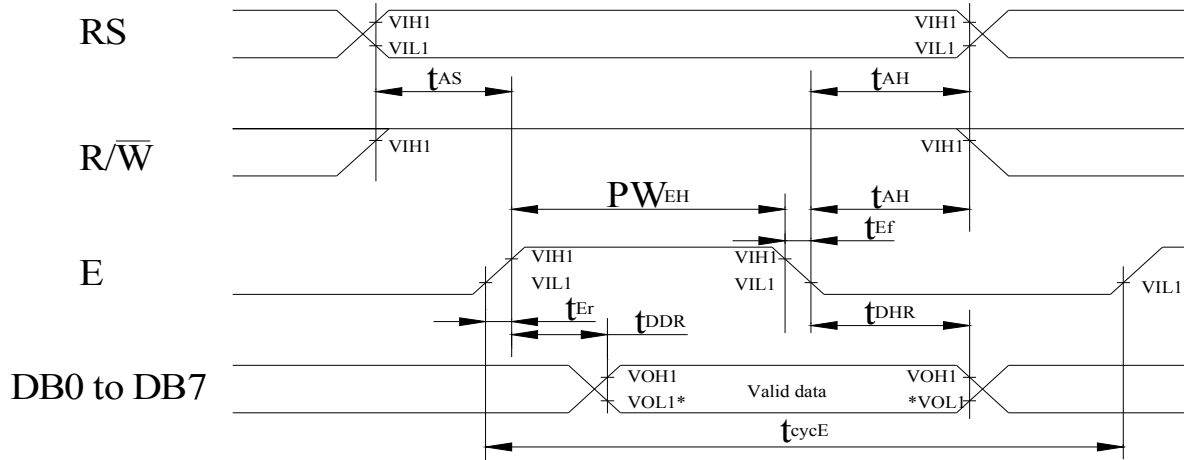 RS
VIH1 VIH1
VIL1 VIL1
tAS tAH
R/W̅
VIH1 VIH1
PWEH tAH
tEf
E
VIH1 VIH1
VIL1 VIL1 VIL1
tEr tDHR
tDDR
DB0 to DB7
VOH1 Valid data VOH1
VOL1* *VOL1
tcycE